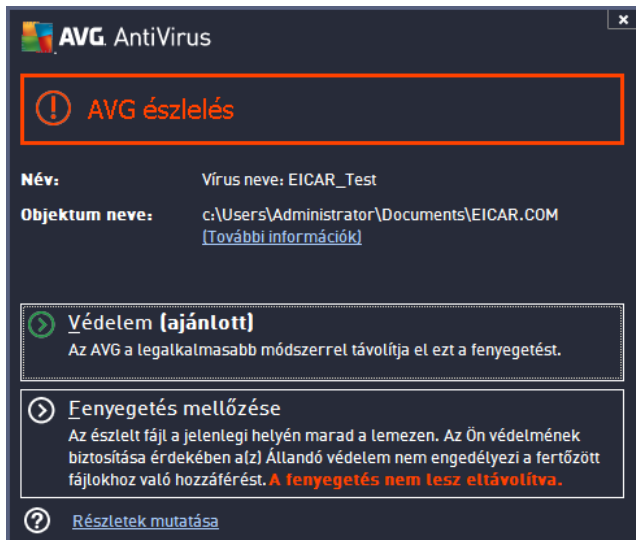 AVG. AntiVirus
AVG észlelés
Név: Vírus neve: EICAR_Test
Objektum neve: c:\Users\Administrator\Documents\EICAR.COM
(További információk)
Védelem (ajánlott)
Az AVG a legalkalmasabb módszerrel távolítja el ezt a fenyegetést.
Fenyegetés mellőzése
Az észlelt fájl a jelenlegi helyén marad a lemezen. Az Ön védelmének
biztosítása érdekében a(z) Állandó védelem nem engedélyezi a fertőzött
fájlokhoz való hozzáférést. A fenyegetés nem lesz eltávolítva.
Részletek mutatása